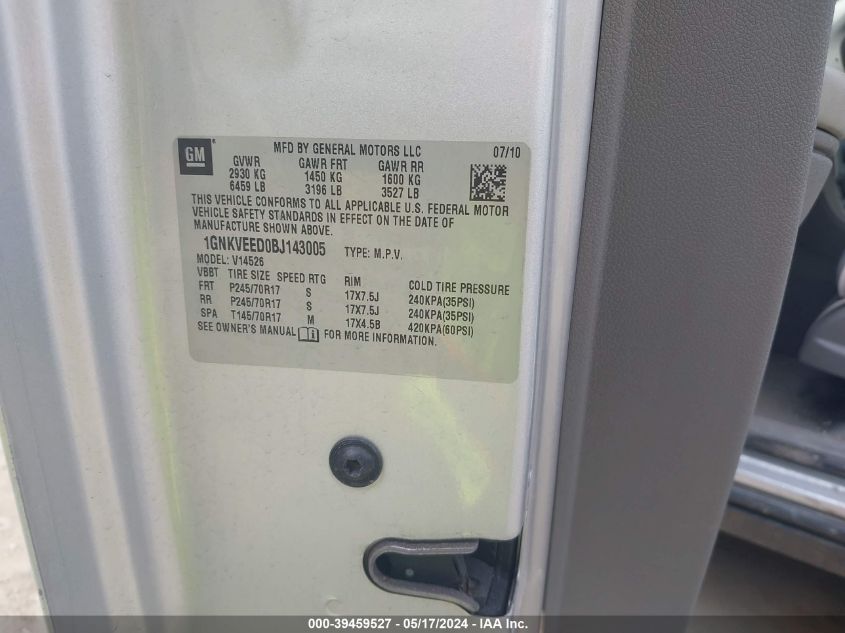 GM
MFD BY GENERAL MOTORS LLC 07/10
GVWR GAWR FRT GAWR RR
2930 KG 1450 KG 1600 KG
6459 LB 3196 LB 3527 LB
THIS VEHICLE CONFORMS TO ALL APPLICABLE U.S. FEDERAL MOTOR
VEHICLE SAFETY STANDARDS IN EFFECT ON THE DATE OF
MANUFACTURE SHOWN ABOVE.
1GNKVEED0BJ143005 TYPE: M.P.V.
MODEL: V14526
VBBT TIRE SIZE SPEED RTG RIM COLD TIRE PRESSURE
FRT P245/70R17 S 17X7.5J 240KPA(35PSI)
RR P245/70R17 S 17X7.5J 240KPA(35PSI)
SPA T145/70R17 M 17X4.5B 420KPA(60PSI)
SEE OWNER'S MANUAL FOR MORE INFORMATION.
000-39459527 - 05/17/2024 - IAA Inc.